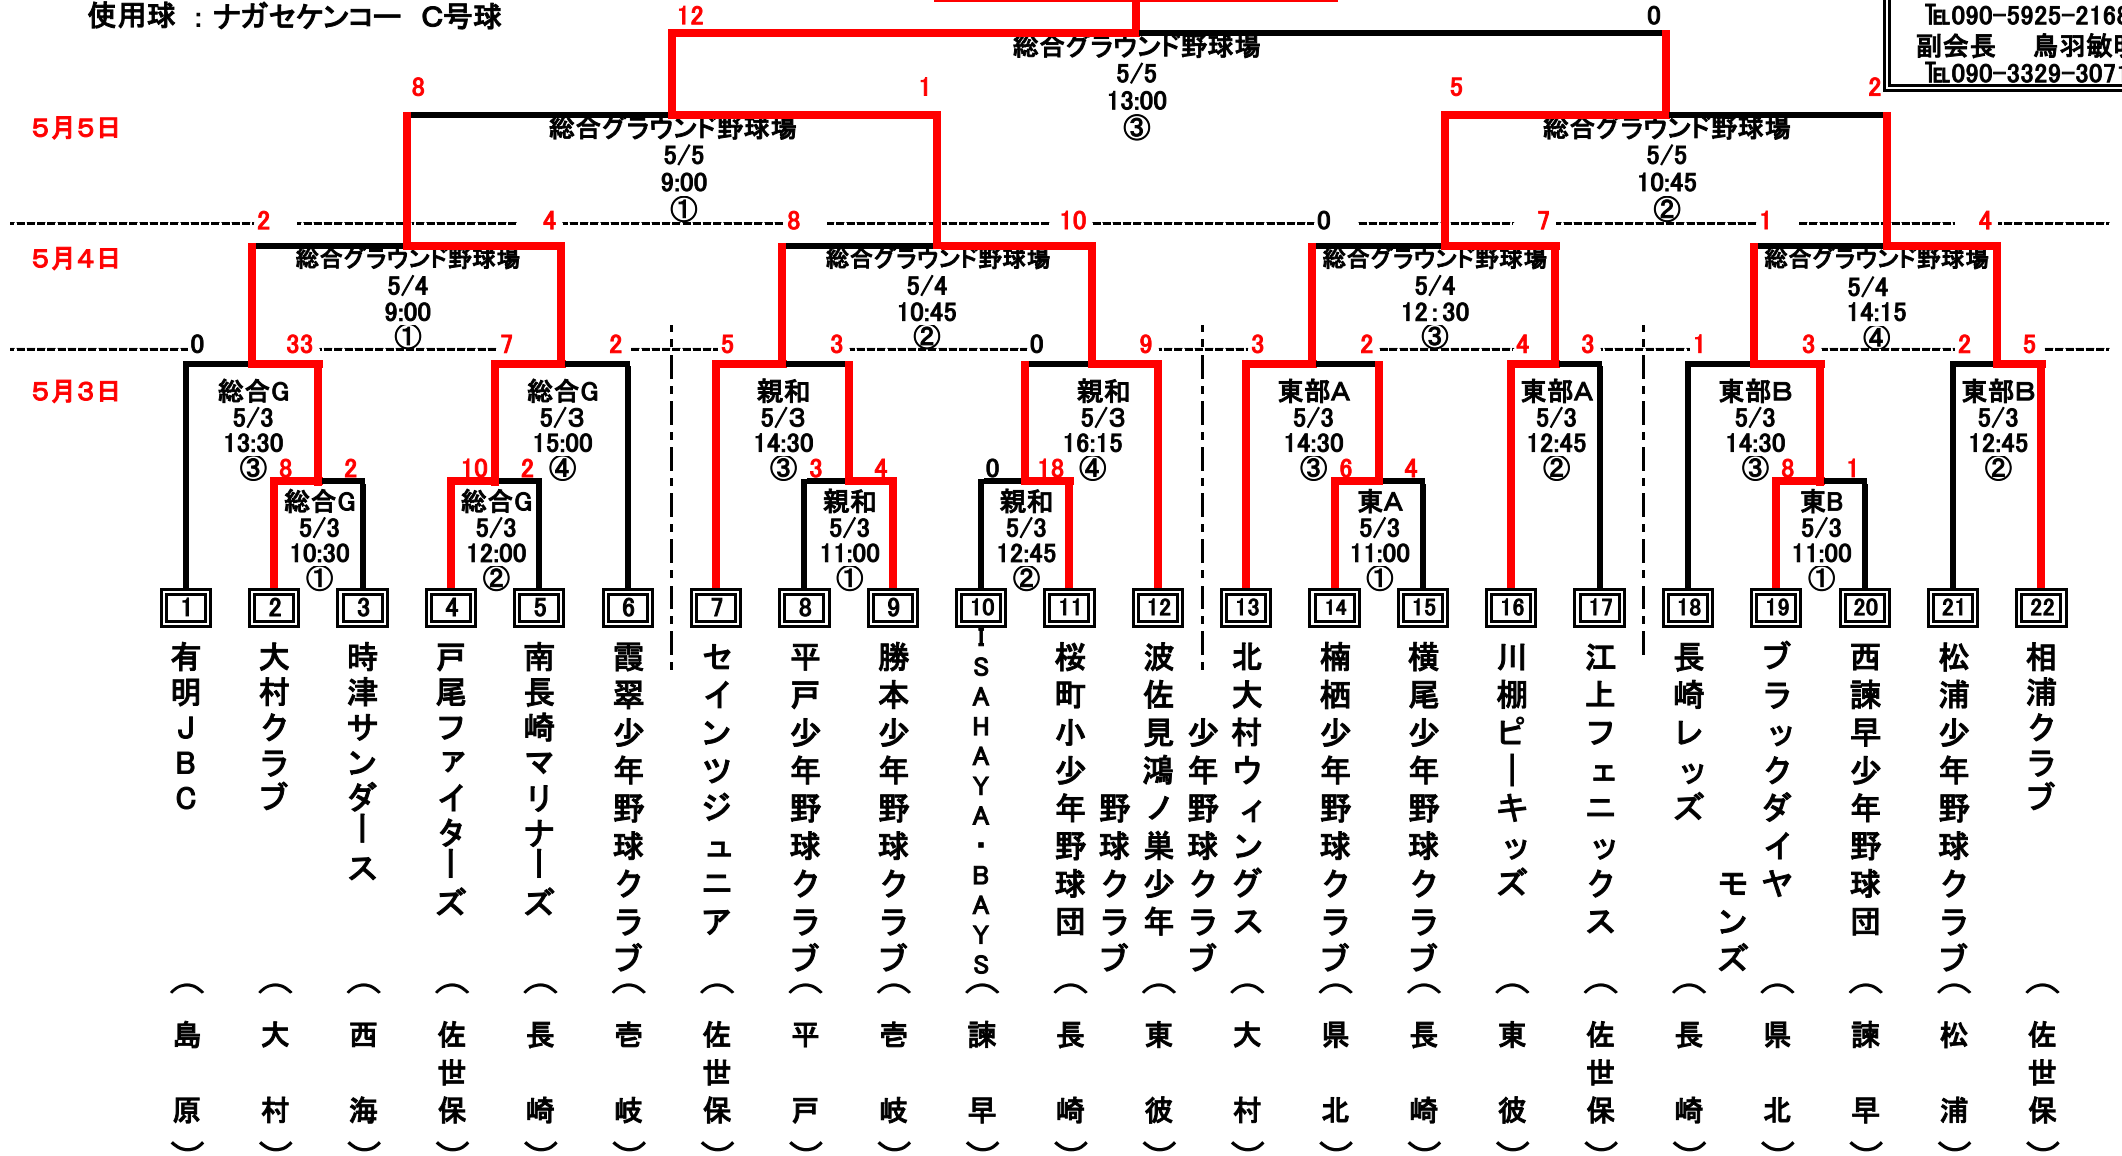 使用球 ：ナガセケンコー　C号球
℡090-5925-2168
副会長　鳥羽敏明
℡090-3329-3071
12
0
総合グラウンド野球場
5/5
13:00
③
8
1
5
2
5月5日
総合グラウンド野球場
5/5
9:00
①
総合グラウンド野球場
5/5
10:45
②
2
4
8
10
0
7
1
4
5月4日
総合グラウンド野球場
5/4
9:00
①
総合グラウンド野球場
5/4
10:45
②
総合グラウンド野球場
5/4
12:30
③
総合グラウンド野球場
5/4
14:15
④
0
33
7
2
5
3
0
9
3
2
4
3
1
3
2
5
5月3日
総合G
5/3
13:30
③
総合G
5/3
15:00
④
親和
5/3
14:30
③
親和
5/3
16:15
④
東部A
5/3
14:30
③
東部A
5/3
12:45
②
東部B
5/3
14:30
③
東部B
5/3
12:45
②
8
2
10
2
3
4
0
18
6
4
8
1
総合G
5/3
10:30
①
総合G
5/3
12:00
②
親和
5/3
11:00
①
親和
5/3
12:45
②
東A
5/3
11:00
①
東B
5/3
11:00
①
1
2
3
4
5
6
7
8
9
10
11
12
13
14
15
16
17
18
19
20
21
22
有明JBC
（島原）
大村クラブ
（大村）
時津サンダース
（西海）
戸尾ファイターズ
（佐世保）
南長崎マリナーズ
（長崎）
霞翠少年野球クラブ
（壱岐）
セインツジュニア
（佐世保）
平戸少年野球クラブ
（平戸）
勝本少年野球クラブ
（壱岐）
ISAHAYA・BAYS
（諫早）
桜町小少年野球団
（長崎）
波佐見鴻ノ巣少年
野球クラブ
（東彼）
北大村ウィングス
少年野球クラブ
（大村）
楠栖少年野球クラブ
（県北）
横尾少年野球クラブ
（長崎）
川棚ピーキッズ
（東彼）
江上フェニックス
（佐世保）
長崎レッズ
（長崎）
ブラックダイヤ
モンズ
（県北）
西諫早少年野球団
（諫早）
松浦少年野球クラブ
（松浦）
相浦クラブ
（佐世保）